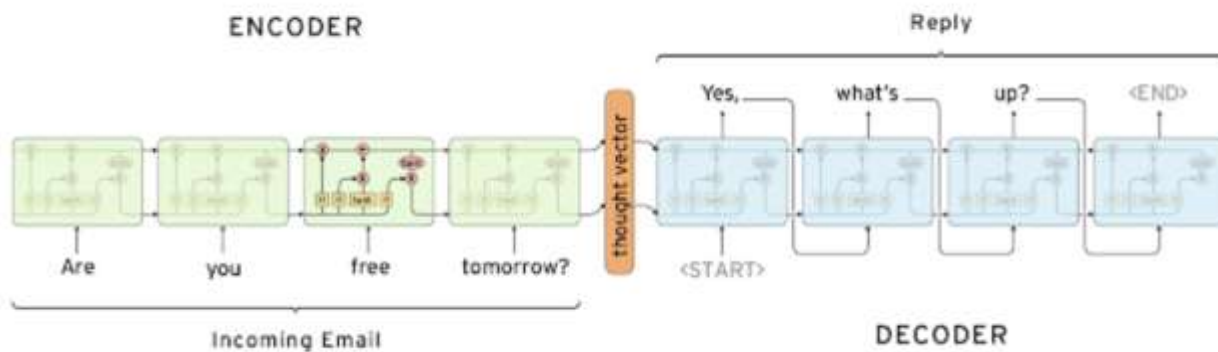 ENCODER
Reply
Yes, what's up? <END>
thought vector
Are you free tomorrow? <START>
Incoming Email
DECODER